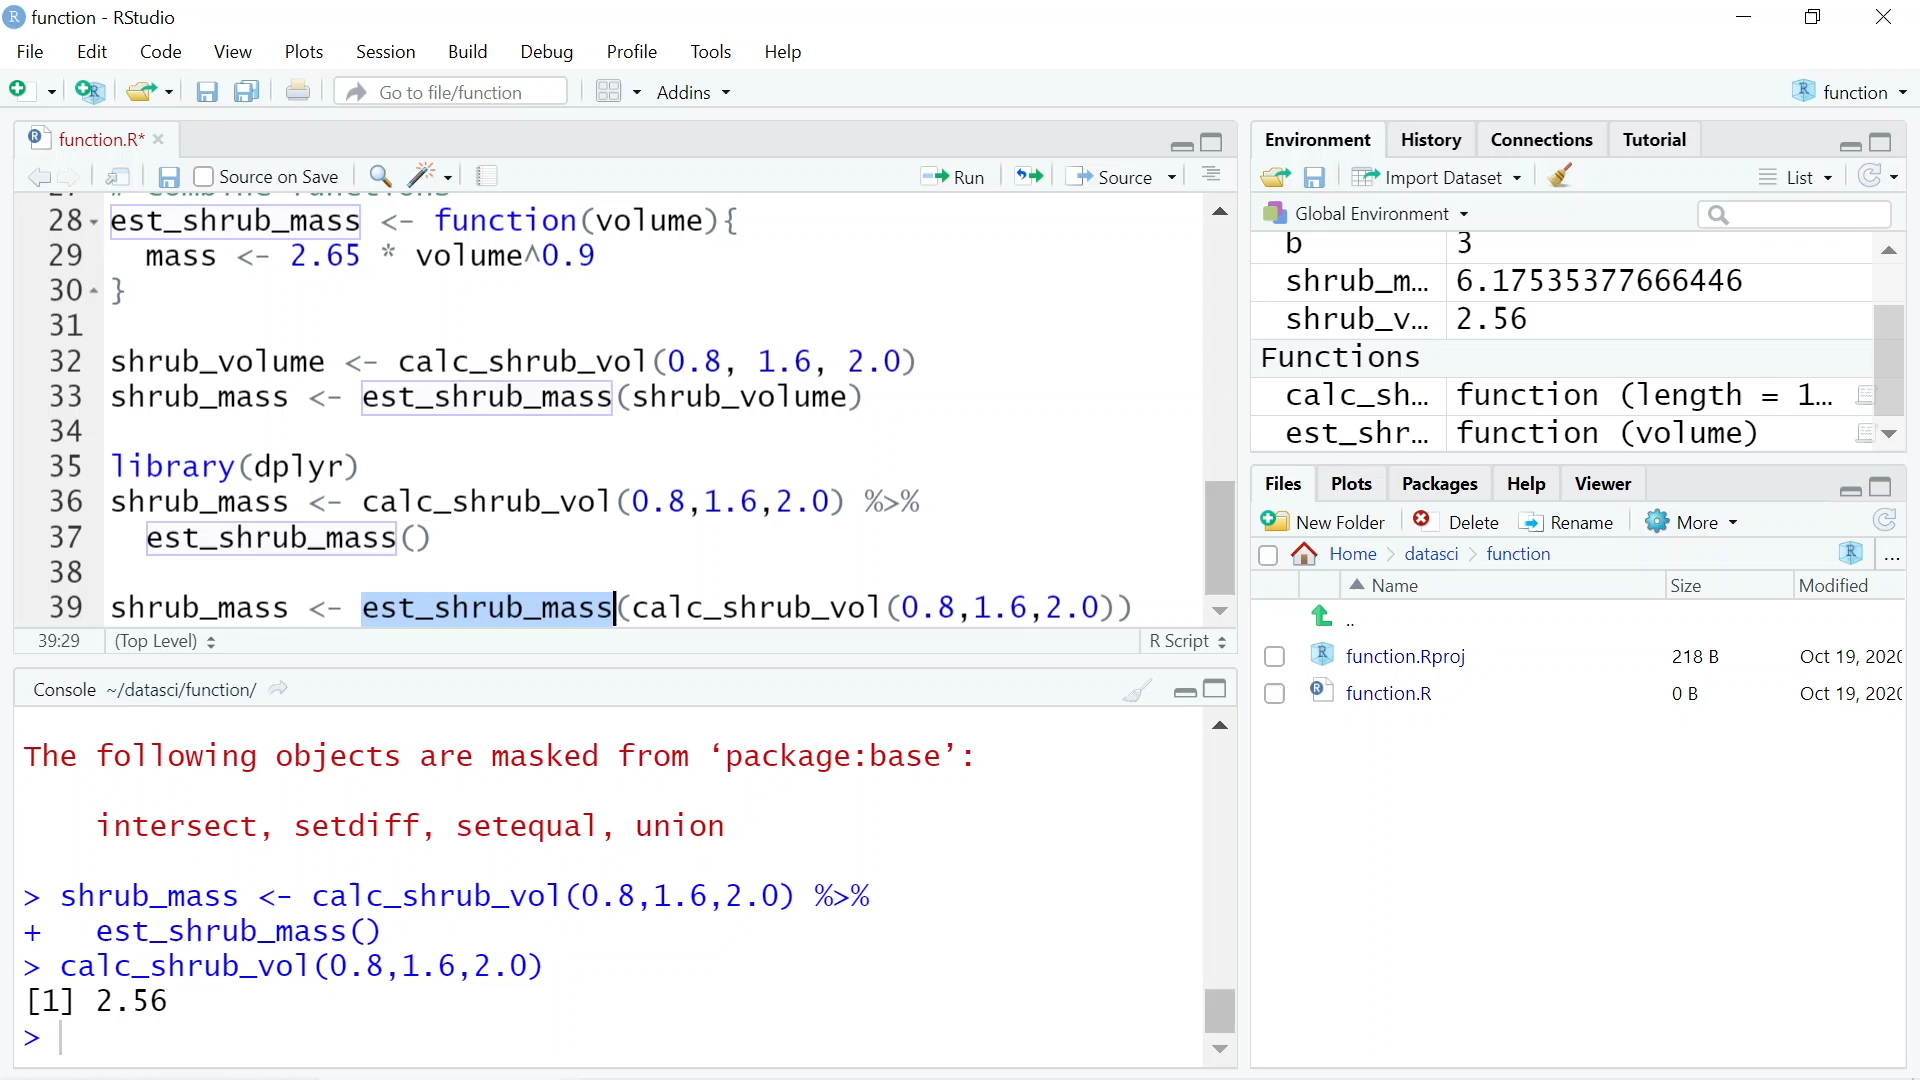 function - RStudio
File Edit Code View Plots Session Build Debug Profile Tools Help
Go to file/function Addins function
function.R*
Source on Save Run Source
28 est_shrub_mass <- function(volume){
29 mass <- 2.65 * volume^0.9
30 }
31
32 shrub_volume <- calc_shrub_vol(0.8, 1.6, 2.0)
33 shrub_mass <- est_shrub_mass(shrub_volume)
34
35 library(dplyr)
36 shrub_mass <- calc_shrub_vol(0.8,1.6,2.0) %>%
37 est_shrub_mass()
38
39 shrub_mass <- est_shrub_mass(calc_shrub_vol(0.8,1.6,2.0))
39:29 (Top Level) R Script
Console ~/datasci/function/
The following objects are masked from ‘package:base’:
intersect, setdiff, setequal, union
> shrub_mass <- calc_shrub_vol(0.8,1.6,2.0) %>%
+ est_shrub_mass()
> calc_shrub_vol(0.8,1.6,2.0)
[1] 2.56
>
Environment History Connections Tutorial
Import Dataset List
Global Environment
b 3
shrub_m… 6.17535377666446
shrub_v… 2.56
Functions
calc_sh… function (length = 1…
est_shr… function (volume)
Files Plots Packages Help Viewer
New Folder Delete Rename More
Home datasci function ...
Name Size Modified
..
function.Rproj 218 B Oct 19, 202
function.R 0 B Oct 19, 202